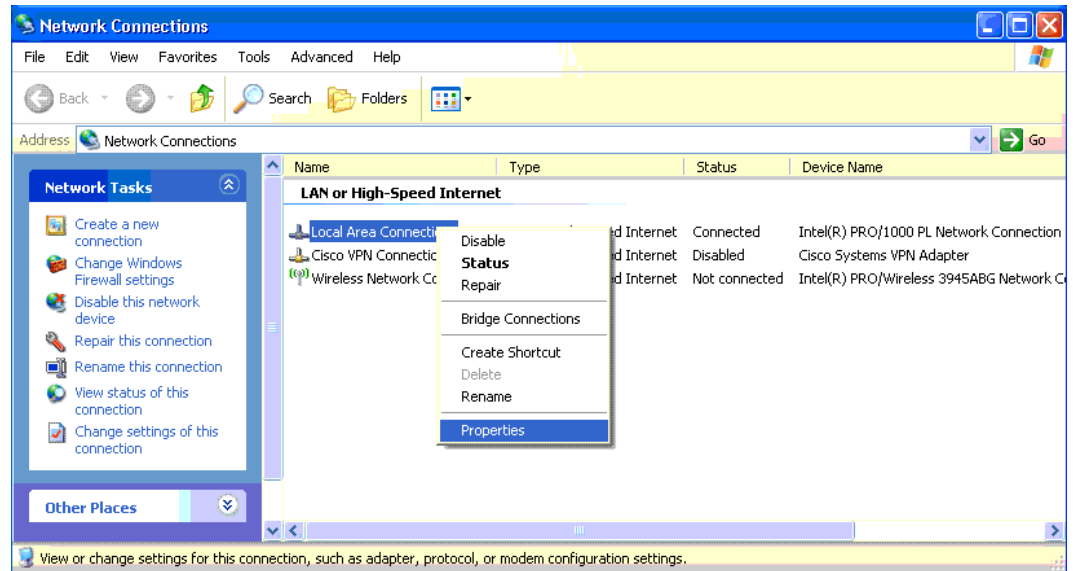 Network Connections
File Edit View Favorites Tools Advanced Help
Back Search Folders
Address Network Connections Go
Network Tasks
Create a new
connection
Change Windows
Firewall settings
Disable this network
device
Repair this connection
Rename this connection
View status of this
connection
Change settings of this
connection
Other Places
Name Type Status Device Name
LAN or High-Speed Internet
Local Area Connecti Internet Connected Intel(R) PRO/1000 PL Network Connection
Cisco VPN Connectic Internet Disabled Cisco Systems VPN Adapter
Wireless Network Cc Internet Not connected Intel(R) PRO/Wireless 3945ABG Network C
Disable
Status
Repair
Bridge Connections
Create Shortcut
Delete
Rename
Properties
View or change settings for this connection, such as adapter, protocol, or modem configuration settings.